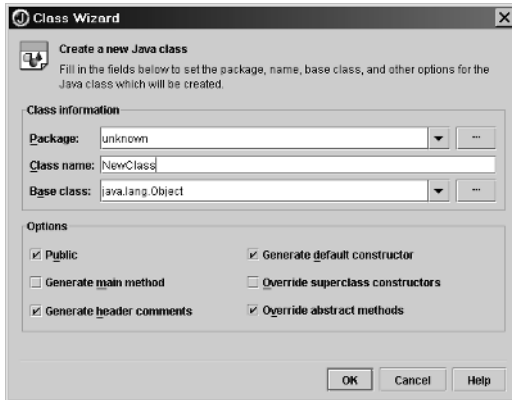 Class Wizard
Create a new Java class
Fill in the fields below to set the package, name, base class, and other options for the
Java class which will be created.
Class information
Package: unknown ...
Class name: NewClass
Base class: java.lang.Object ...
Options
Public
Generate default constructor
Generate main method
Override superclass constructors
Generate header comments
Override abstract methods
OK Cancel Help